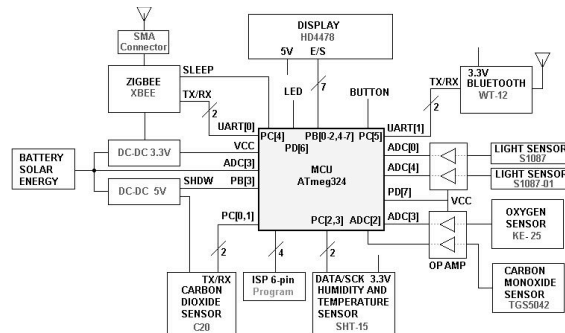 DISPLAY
HD4478
5V E/S
7
SMA
Connector
ZIGBEE
XBEE
SLEEP
TX/RX
2
UART[0]
LED
BUTTON
3.3V
BLUETOOTH
WT-12
TX/RX
2
UART[1]
PC[4]
PD[6]
PB[0-2,4-7]
PC[5]
MCU
ATmeg324
BATTERY
SOLAR
ENERGY
DC-DC 3.3V
VCC
ADC[3]
DC-DC 5V
SHDW
PB[3]
PC[0,1]
2
PC[2,3]
ADC[2]
ADC[0]
ADC[4]
PD[7]
VCC
ADC[3]
LIGHT SENSOR
S1087
LIGHT SENSOR
S1087-01
OXYGEN
SENSOR
KE-25
OP AMP
CARBON
MONOXIDE
SENSOR
TGS5042
TX/RX
CARBON
DIOXIDE
SENSOR
C20
4
ISP 6-pin
Program
2
DATA/SCK 3.3V
HUMIDITY AND
TEMPERATURE
SENSOR
SHT-15